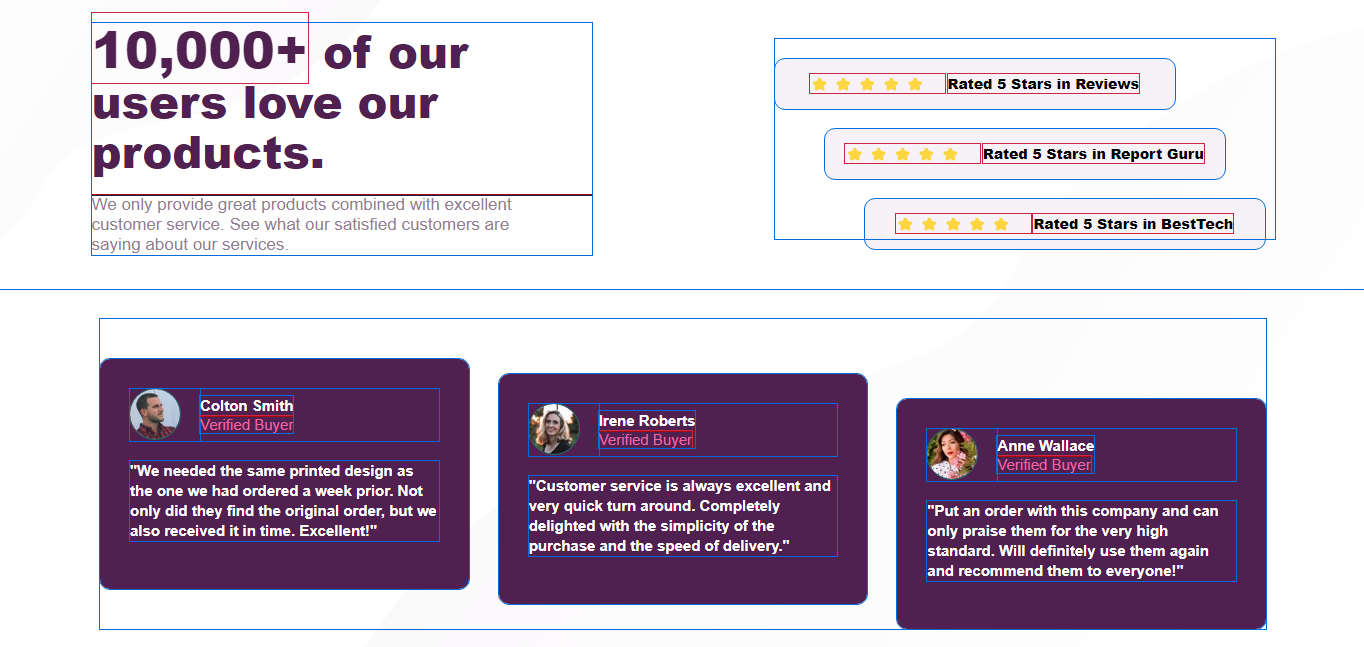 10,000+ of our
users love our
products.
We only provide great products combined with excellent
customer service. See what our satisfied customers are
saying about our services.
Rated 5 Stars in Reviews
Rated 5 Stars in Report Guru
Rated 5 Stars in BestTech
Colton Smith
Verified Buyer
"We needed the same printed design as
the one we had ordered a week prior. Not
only did they find the original order, but we
also received it in time. Excellent!"
Irene Roberts
Verified Buyer
"Customer service is always excellent and
very quick turn around. Completely
delighted with the simplicity of the
purchase and the speed of delivery."
Anne Wallace
Verified Buyer
"Put an order with this company and can
only praise them for the very high
standard. Will definitely use them again
and recommend them to everyone!"